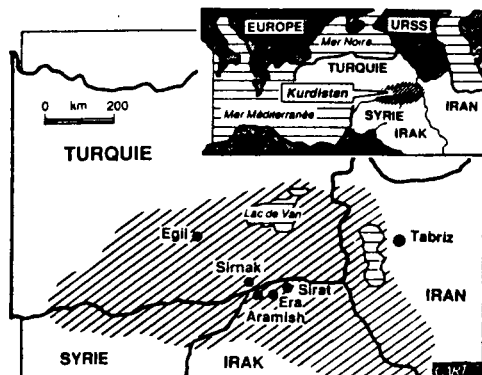 EUROPE
URSS
Mer Noire
TURQUIE
Kurdistan
IRAN
Mer Méditerranée
SYRIE
IRAK
0 km 200
TURQUIE
Lac de Van
Egil
Tabriz
Sirnak
Sirat
Era
Aramish
IRAN
SYRIE
IRAK